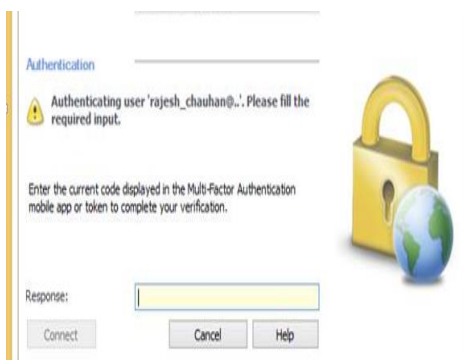 Authentication
Authenticating user 'rajesh_chauhan@..'. Please fill the
required input.
Enter the current code displayed in the Multi-Factor Authentication
mobile app or token to complete your verification.
Response:
Connect Cancel Help